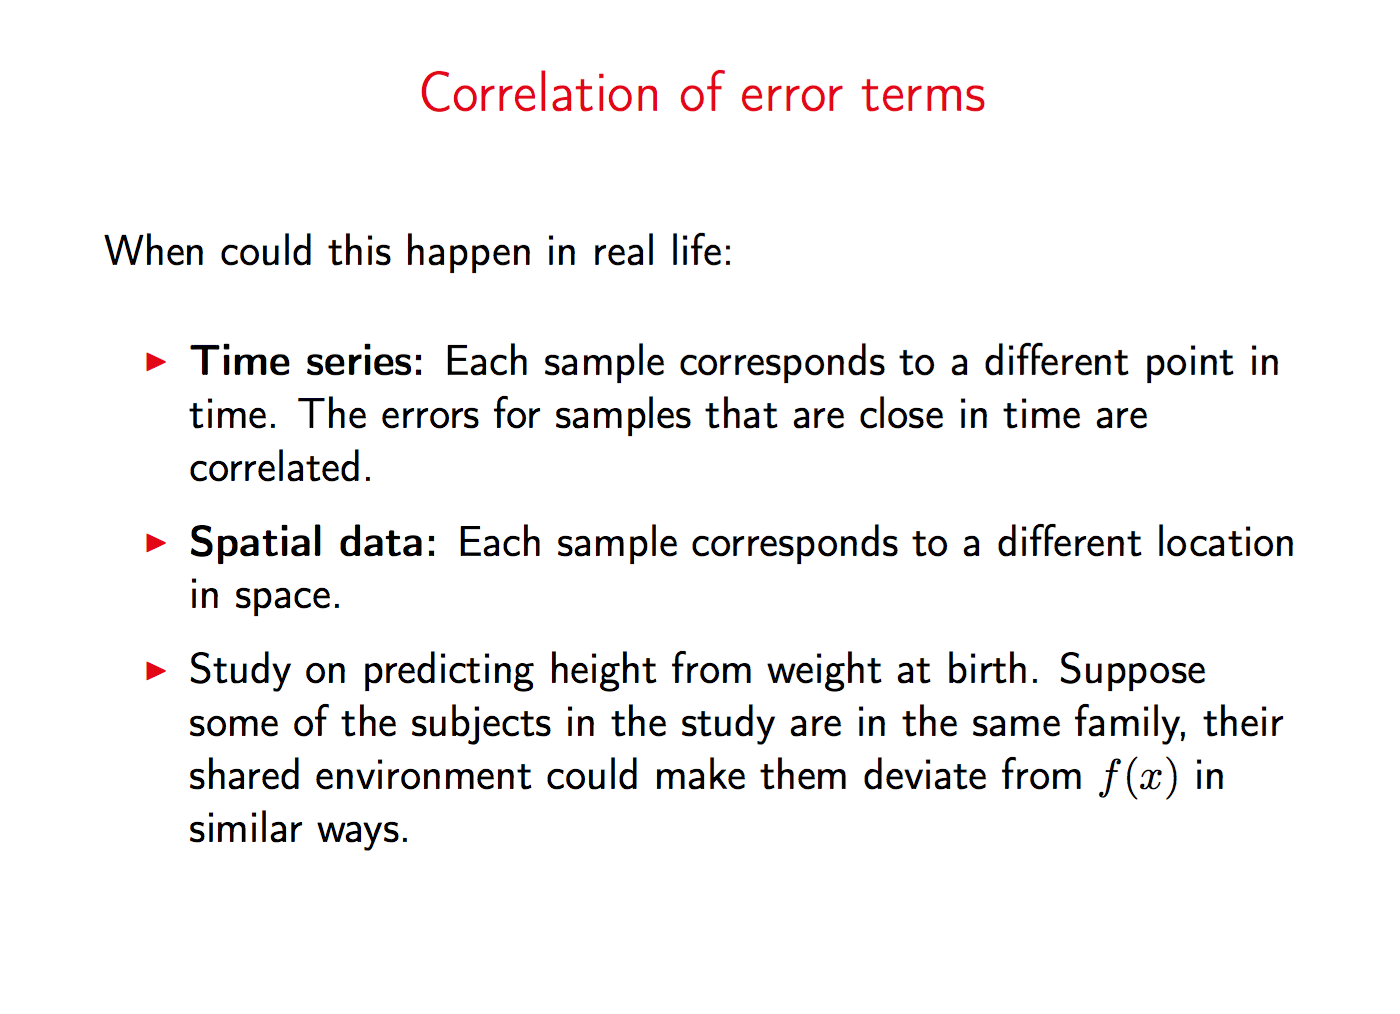 Correlation of error terms
When could this happen in real life:
▶ Time series: Each sample corresponds to a different point in
time. The errors for samples that are close in time are
correlated.
▶ Spatial data: Each sample corresponds to a different location
in space.
▶ Study on predicting height from weight at birth. Suppose
some of the subjects in the study are in the same family, their
shared environment could make them deviate from f(x) in
similar ways.